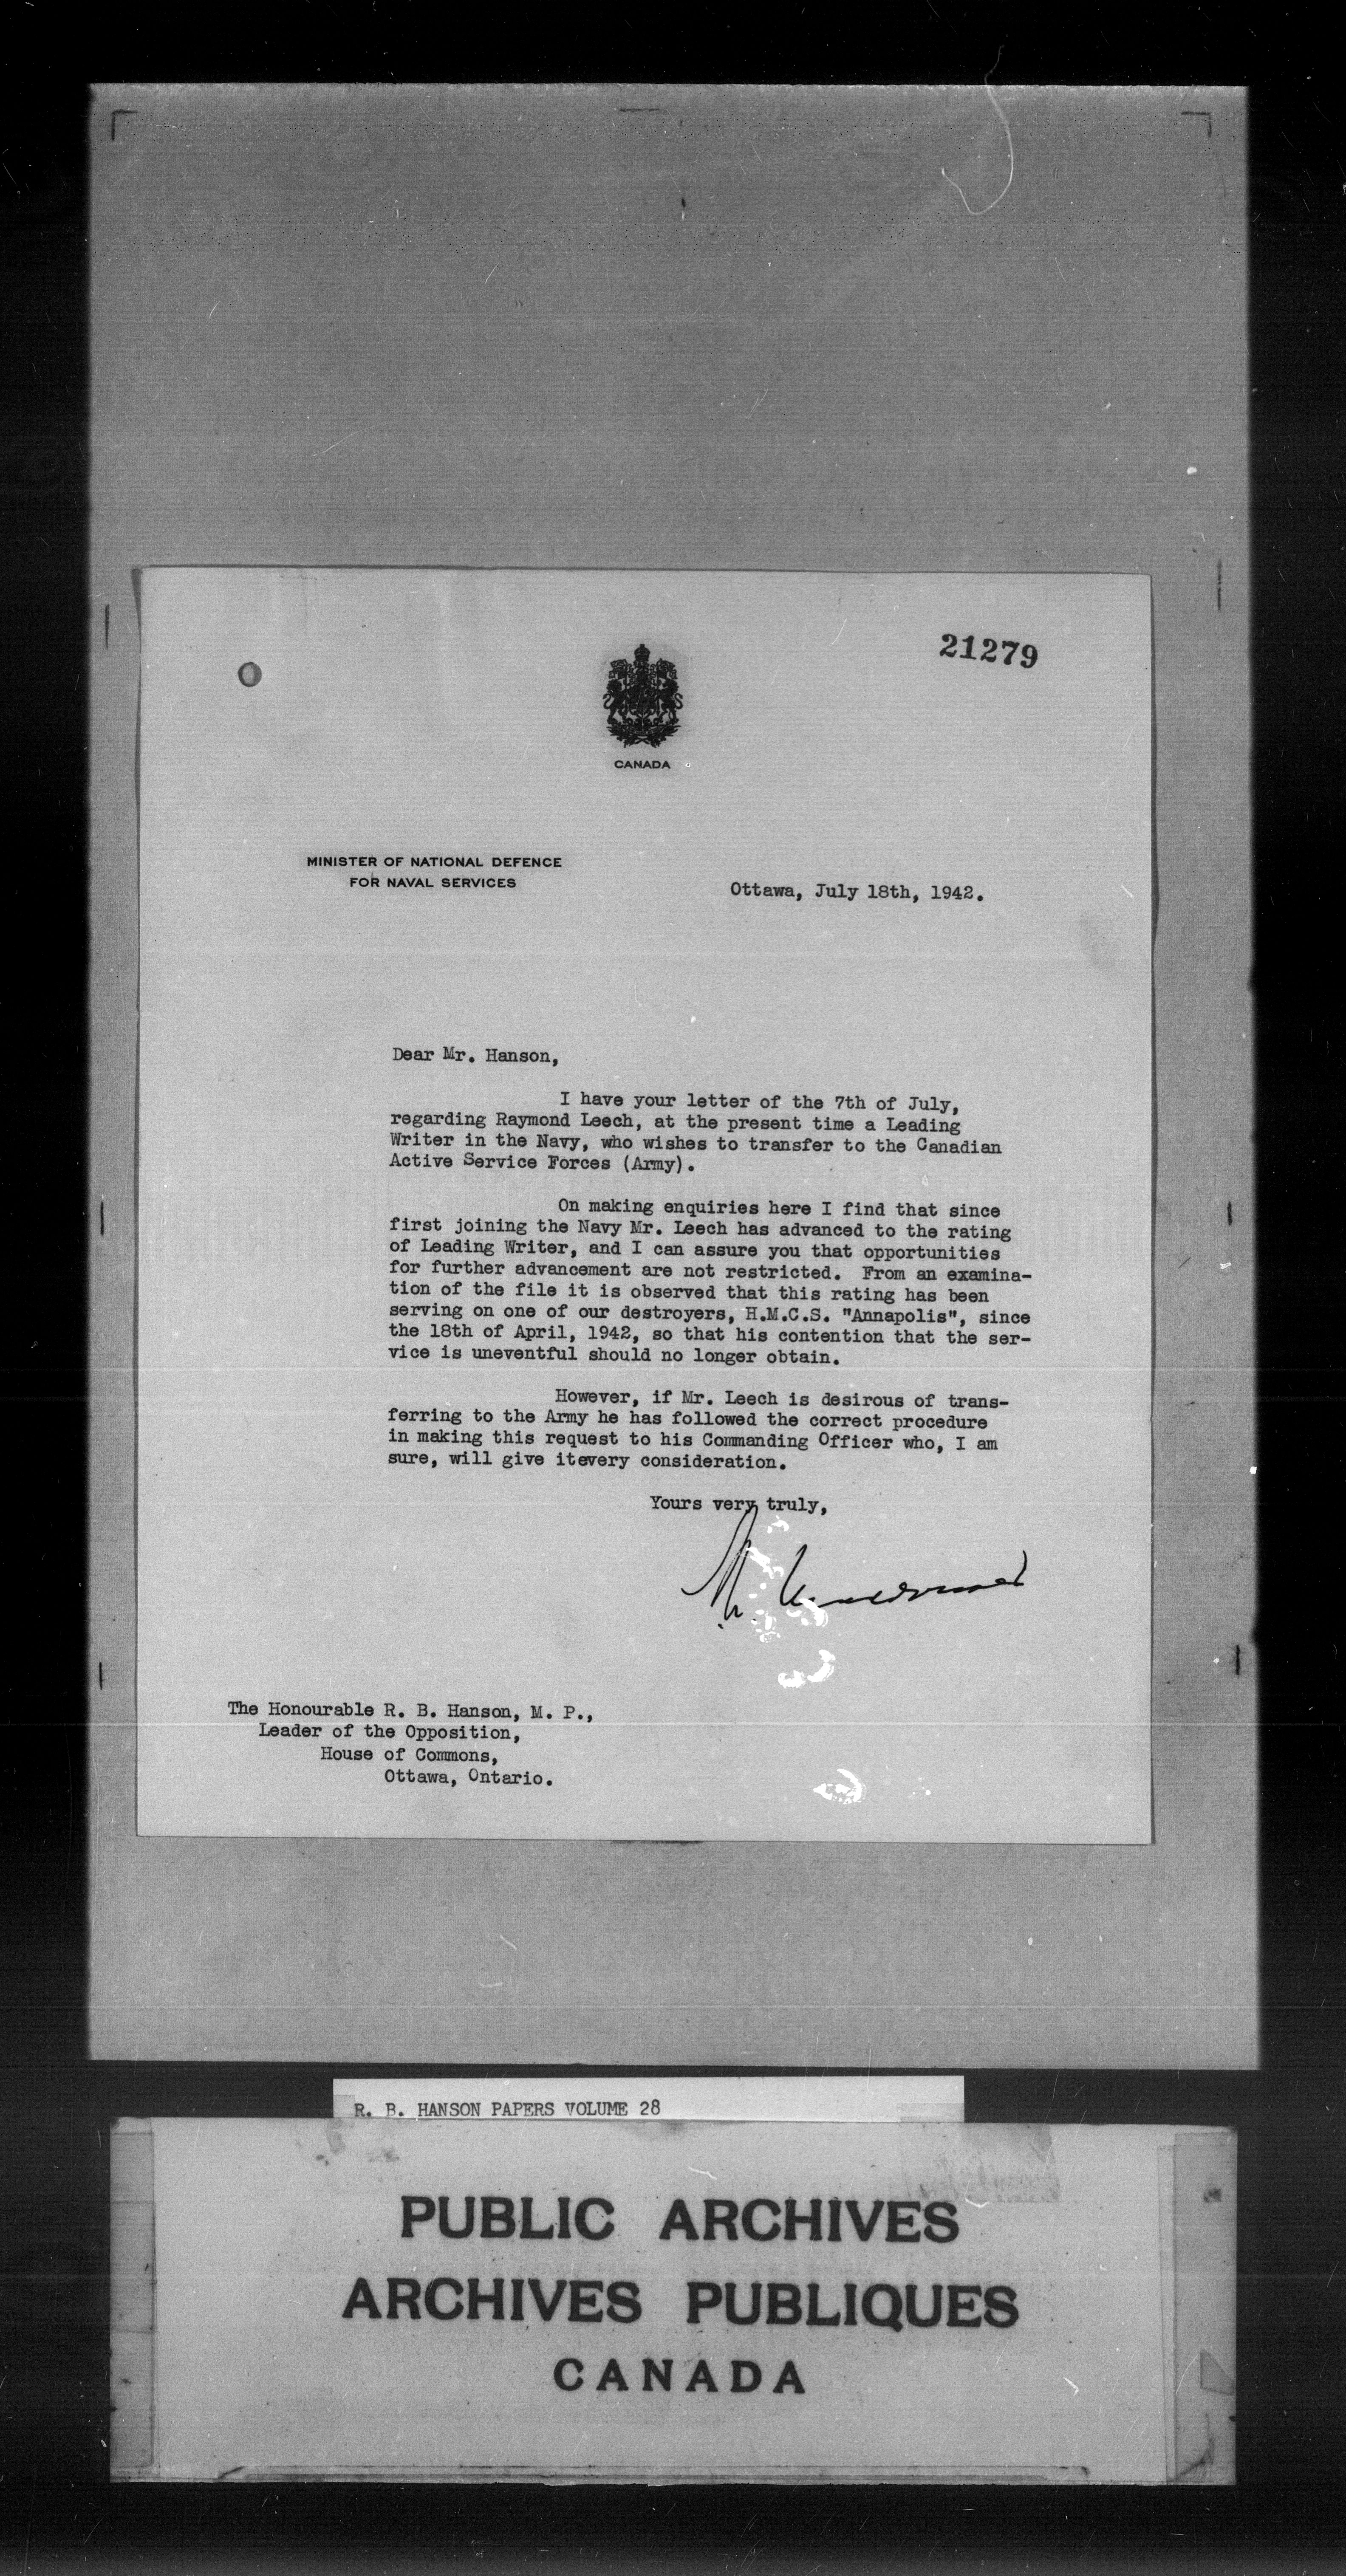 21279
CANADA
MINISTER OF NATIONAL DEFENCE
FOR NAVAL SERVICES
Ottawa, July 18th, 1942.
Dear Mr. Hanson,
I have your letter of the 7th of July,
regarding Raymond Leech, at the present time a Leading
Writer in the Navy, who wishes to transfer to the Canadian
Active Service Forces (Army).
On making enquiries here I find that since
first joining the Navy Mr. Leech has advanced to the rating
of Leading Writer, and I can assure you that opportunities
for further advancement are not restricted. From an examina-
tion of the file it is observed that this rating has been
serving on one of our destroyers, H.M.C.S. "Annapolis", since
the 18th of April, 1942, so that his contention that the ser-
vice is uneventful should no longer obtain.
However, if Mr. Leech is desirous of trans-
ferring to the Army he has followed the correct procedure
in making this request to his Commanding Officer who, I am
sure, will give itevery consideration.
Yours very truly,
The Honourable R. B. Hanson, M. P.,
Leader of the Opposition,
House of Commons,
Ottawa, Ontario.
R. B. HANSON PAPERS VOLUME 28
PUBLIC ARCHIVES
ARCHIVES PUBLIQUES
CANADA